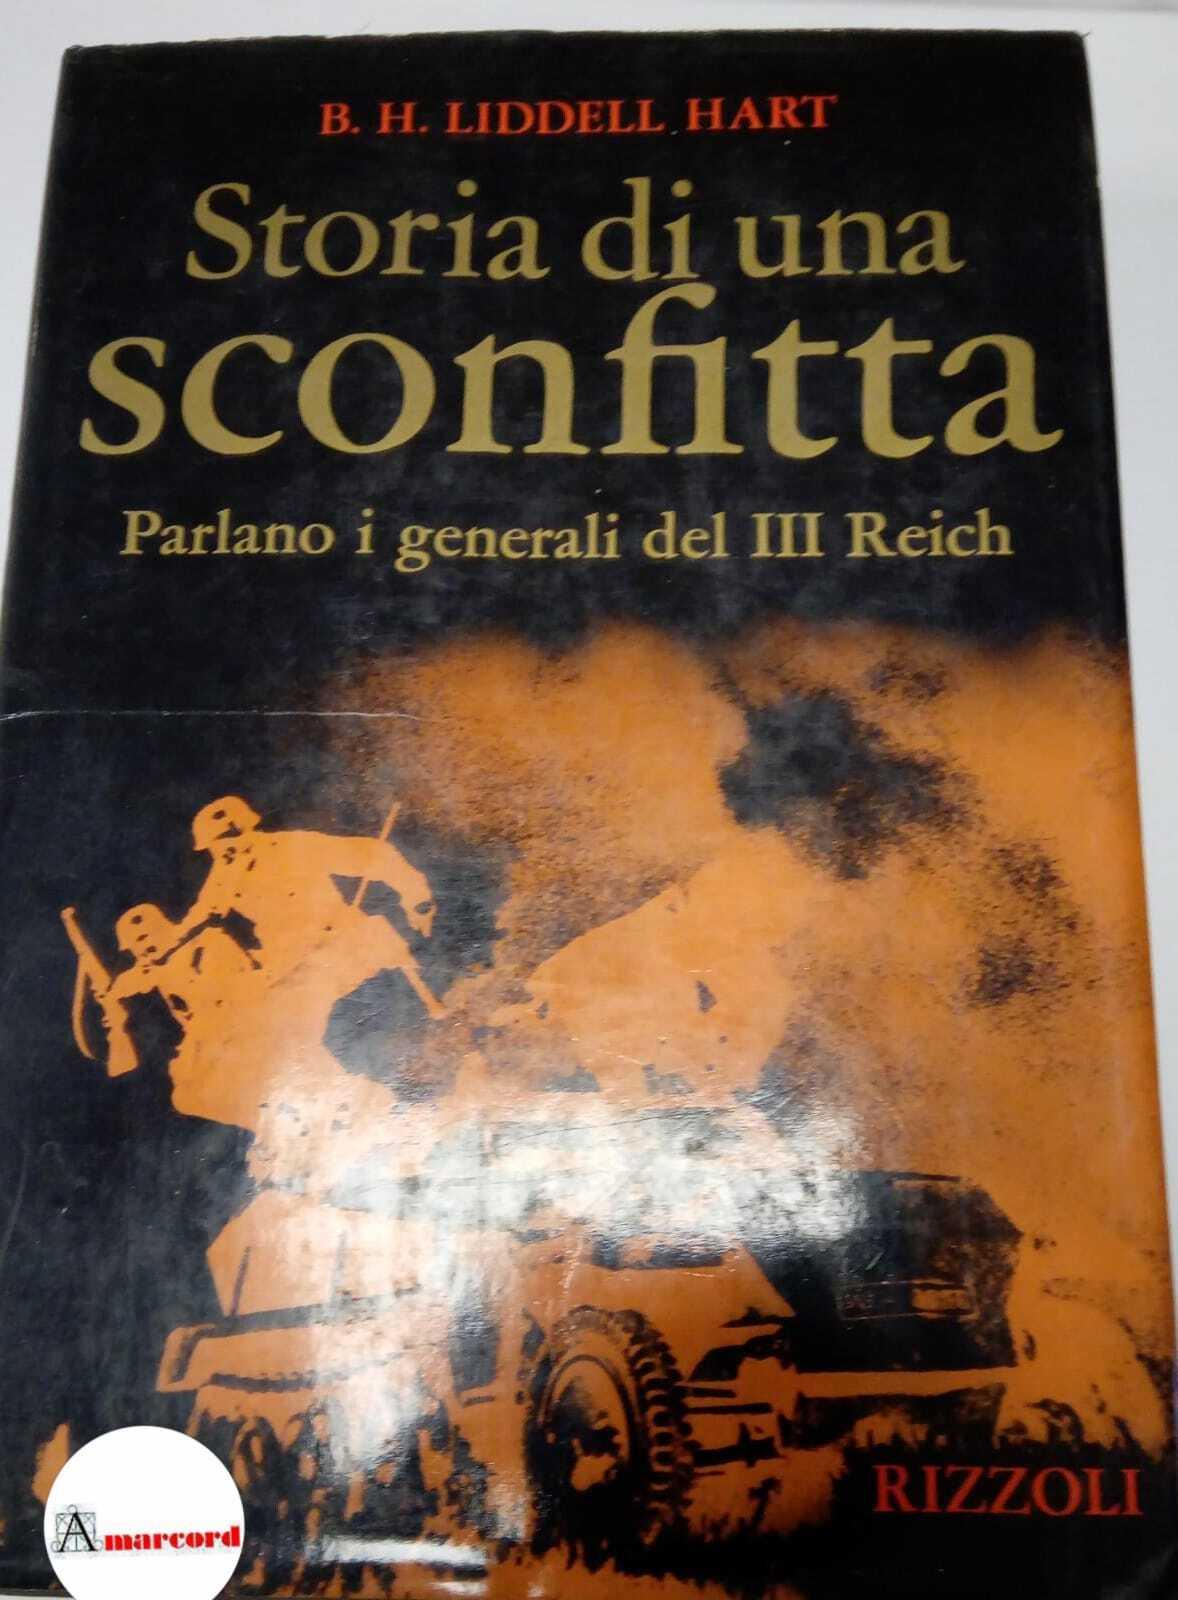 B. H. LIDDELL HART
Storia di una
sconfitta
Parlano i generali del III Reich
RIZZOLI
Amarcord